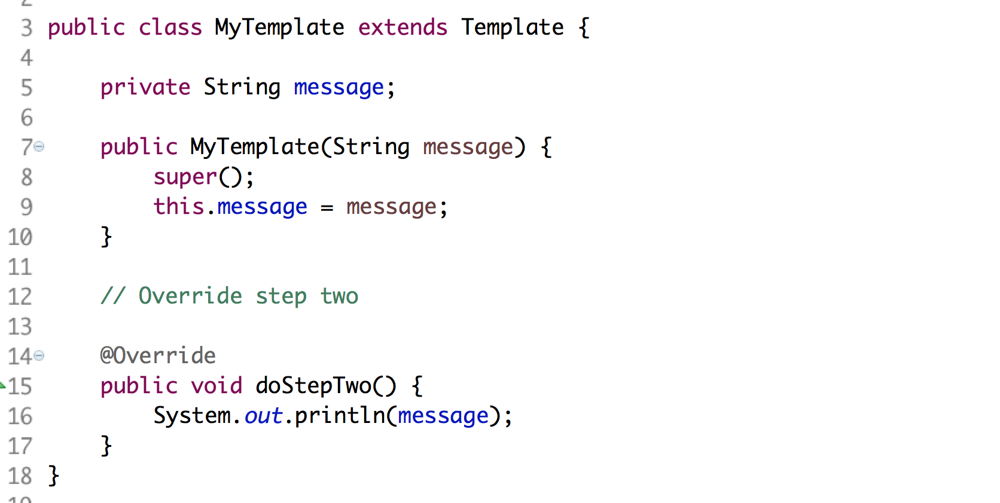 3 public class MyTemplate extends Template {
4
5 private String message;
6
7 public MyTemplate(String message) {
8 super();
9 this.message = message;
10 }
11
12 // Override step two
13
14 @Override
15 public void doStepTwo() {
16 System.out.println(message);
17 }
18 }